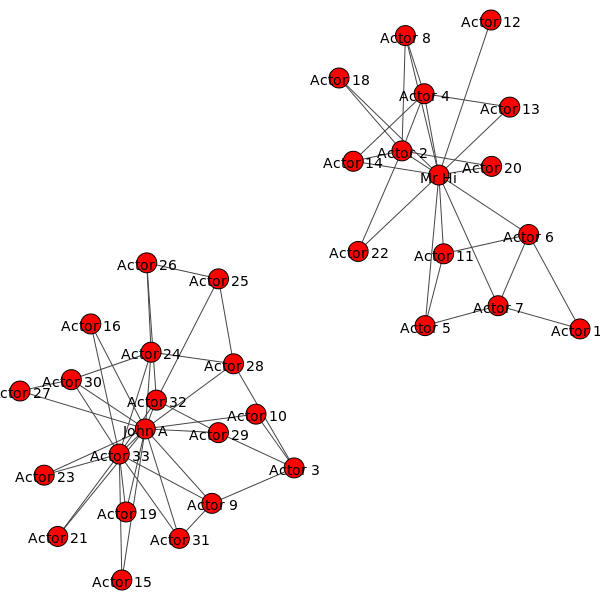 Actor 12
Actor 8
Actor 18
Actor 4
Actor 13
Actor 2
Actor 14
Actor 20
Mr Hi
Actor 6
Actor 22
Actor 11
Actor 26
Actor 25
Actor 7
Actor 16
Actor 5
Actor 1
Actor 24
Actor 28
Actor 30
ctor 27
Actor 32
Actor 10
John A
Actor 29
Actor 33
Actor 3
Actor 23
Actor 9
Actor 19
Actor 21
Actor 31
Actor 15